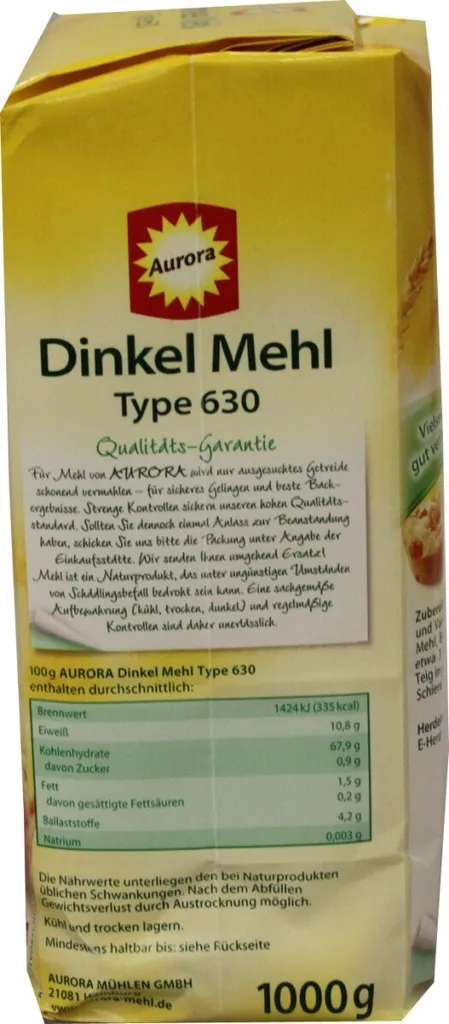 Aurora
Dinkel Mehl
Type 630
Qualitäts-Garantie
Für Mehl von AURORA wird nur ausgesuchtes Getreide
schonend vermahlen – für sicheres Gelingen und beste Back-
ergebnisse. Strenge Kontrollen sichern unseren hohen Qualitäts-
standard. Sollten Sie dennoch einmal Anlass zur Beanstandung
haben, schicken Sie uns bitte die Packung unter Angabe der
Einkaufsstätte. Wir senden Ihnen umgehend Ersatz!
Mehl ist ein Naturprodukt, das unter ungünstigen Umständen
von Schädlingsbefall bedroht sein kann. Eine sachgemäße
Aufbewahrung (kühl, trocken, dunkel) und regelmäßige
Kontrollen sind daher unerlässlich.
100g AURORA Dinkel Mehl Type 630
enthalten durchschnittlich:
Brennwert 1424 kJ (335 kcal)
Eiweiß 10,8 g
Kohlenhydrate 67,9 g
davon Zucker 0,9 g
Fett 1,5 g
davon gesättigte Fettsäuren 0,2 g
Ballaststoffe 4,2 g
Natrium 0,003 g
Die Nährwerte unterliegen den bei Naturprodukten
üblichen Schwankungen. Nach dem Abfüllen
Gewichtsverlust durch Austrocknung möglich.
Kühl und trocken lagern.
Mindestens haltbar bis: siehe Rückseite
AURORA MÜHLEN GMBH
21081
1000g
gut
Mehl,
etwa
Teig